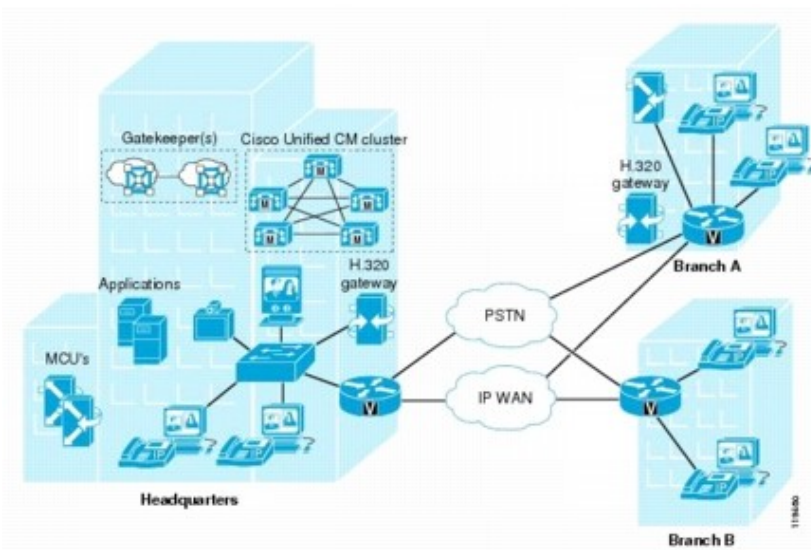 Gatekeeper(s)
Cisco Unified CM cluster
M
M
M
M
M
Applications
H.320
gateway
MCU's
V
Headquarters
PSTN
IP WAN
H.320
gateway
V
Branch A
V
Branch B